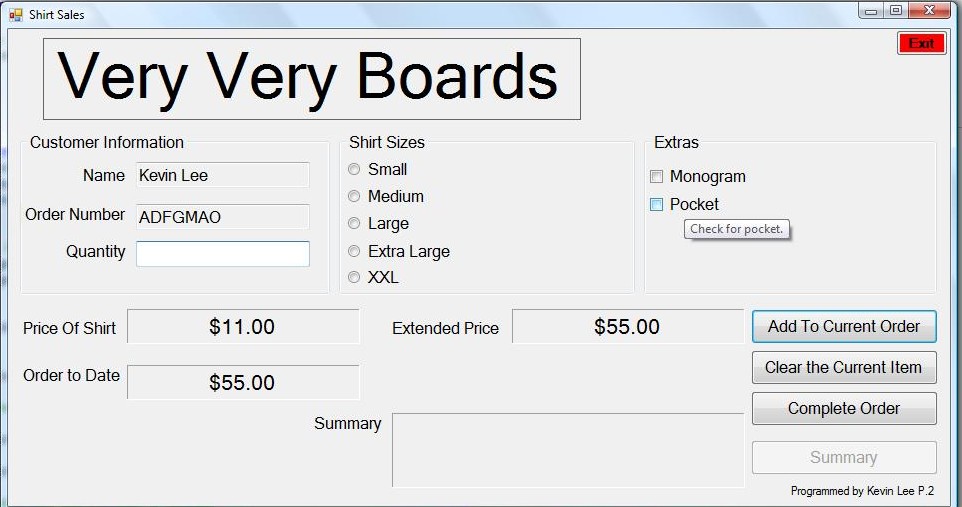 Shirt Sales
Exit
Very Very Boards
Customer Information
Name Kevin Lee
Order Number ADFGMAO
Quantity
Shirt Sizes
Small
Medium
Large
Extra Large
XXL
Extras
Monogram
Pocket
Check for pocket.
Price Of Shirt $11.00
Extended Price $55.00
Add To Current Order
Order to Date $55.00
Clear the Current Item
Complete Order
Summary
Summary
Programmed by Kevin Lee P.2